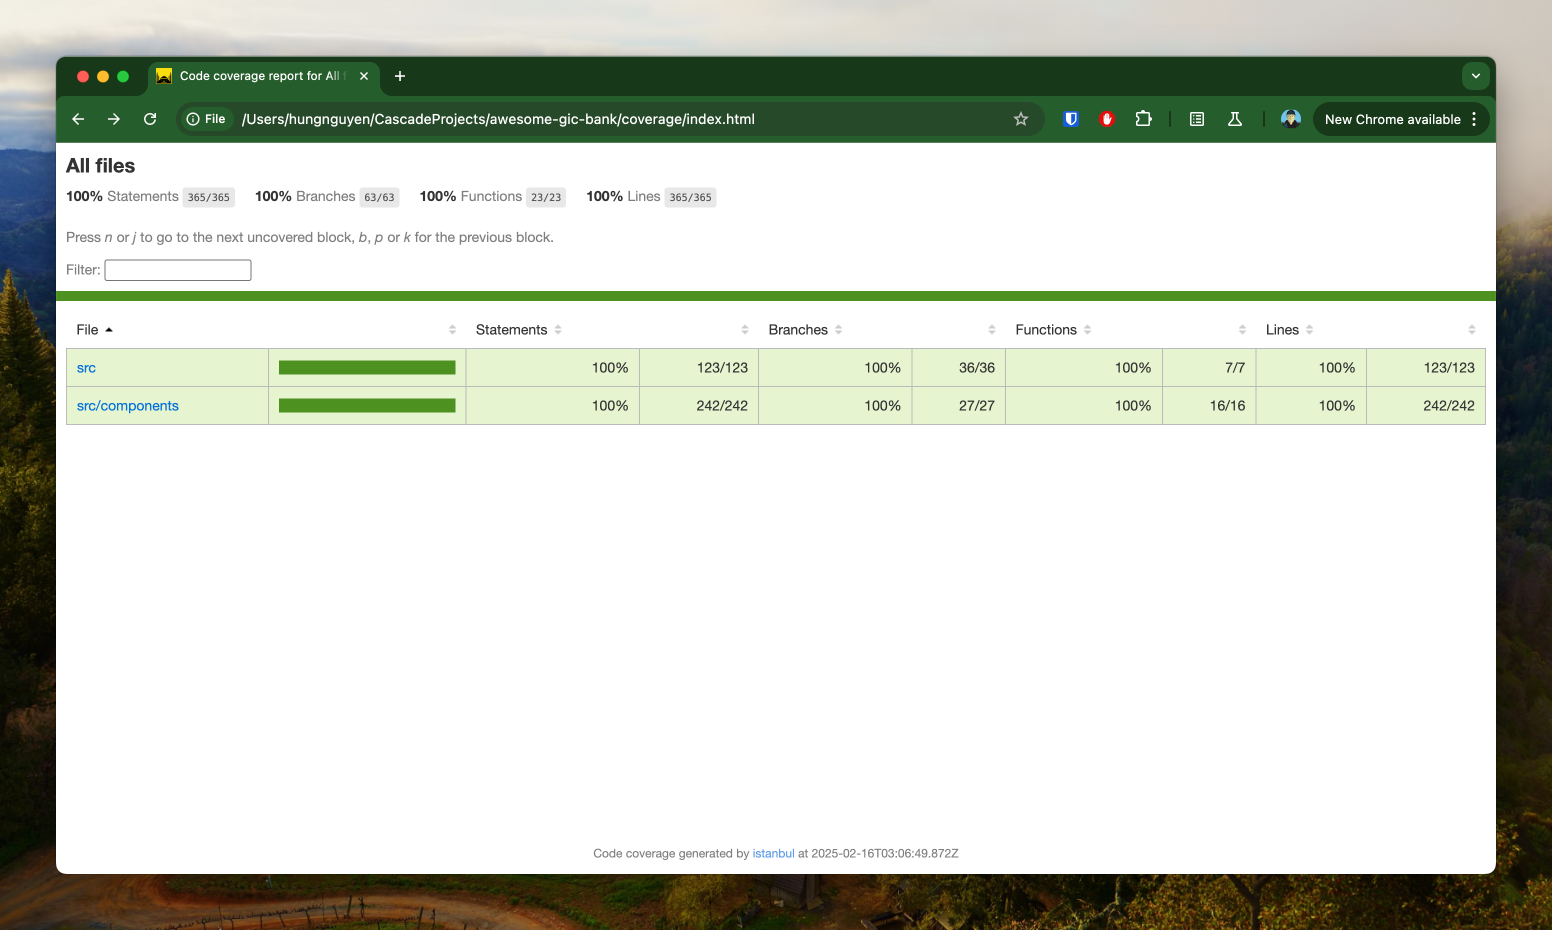 Code coverage report for All
File /Users/hungnguyen/CascadeProjects/awesome-gic-bank/coverage/index.html New Chrome available
All files
100% Statements 365/365 100% Branches 63/63 100% Functions 23/23 100% Lines 365/365
Press n or j to go to the next uncovered block, b, p or k for the previous block.
Filter:
File Statements Branches Functions Lines
src 100% 123/123 100% 36/36 100% 7/7 100% 123/123
src/components 100% 242/242 100% 27/27 100% 16/16 100% 242/242
Code coverage generated by istanbul at 2025-02-16T03:06:49.872Z